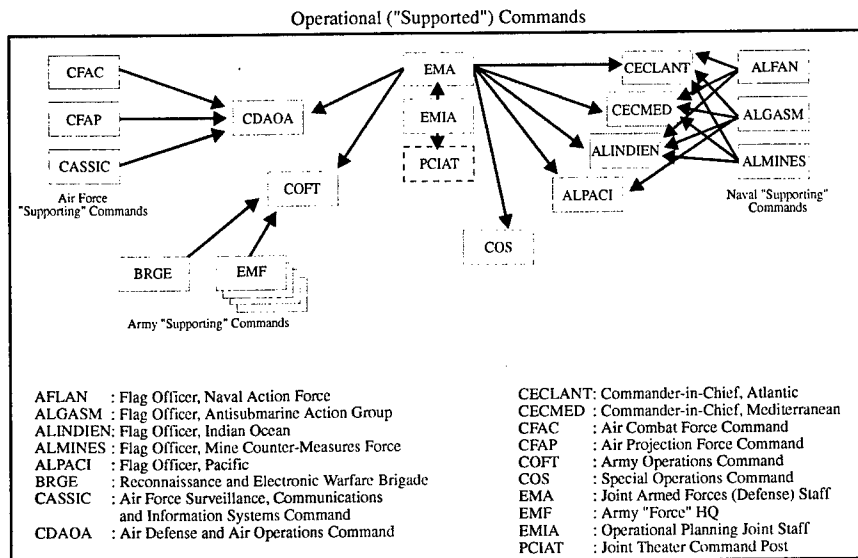 Operational ("Supported") Commands
CFAC
CFAP
CASSIC
Air Force
"Supporting" Commands
CDAOA
COFT
BRGE
EMF
Army "Supporting" Commands
EMA
EMIA
PCIAT
COS
CECLANT
CECMED
ALINDIEN
ALPACI
ALFAN
ALGASM
ALMINES
Naval "Supporting"
Commands
AFLAN : Flag Officer, Naval Action Force
ALGASM : Flag Officer, Antisubmarine Action Group
ALINDIEN: Flag Officer, Indian Ocean
ALMINES : Flag Officer, Mine Counter-Measures Force
ALPACI : Flag Officer, Pacific
BRGE : Reconnaissance and Electronic Warfare Brigade
CASSIC : Air Force Surveillance, Communications
and Information Systems Command
CDAOA : Air Defense and Air Operations Command
CECLANT: Commander-in-Chief, Atlantic
CECMED : Commander-in-Chief, Mediterranean
CFAC : Air Combat Force Command
CFAP : Air Projection Force Command
COFT : Army Operations Command
COS : Special Operations Command
EMA : Joint Armed Forces (Defense) Staff
EMF : Army "Force" HQ
EMIA : Operational Planning Joint Staff
PCIAT : Joint Theater Command Post